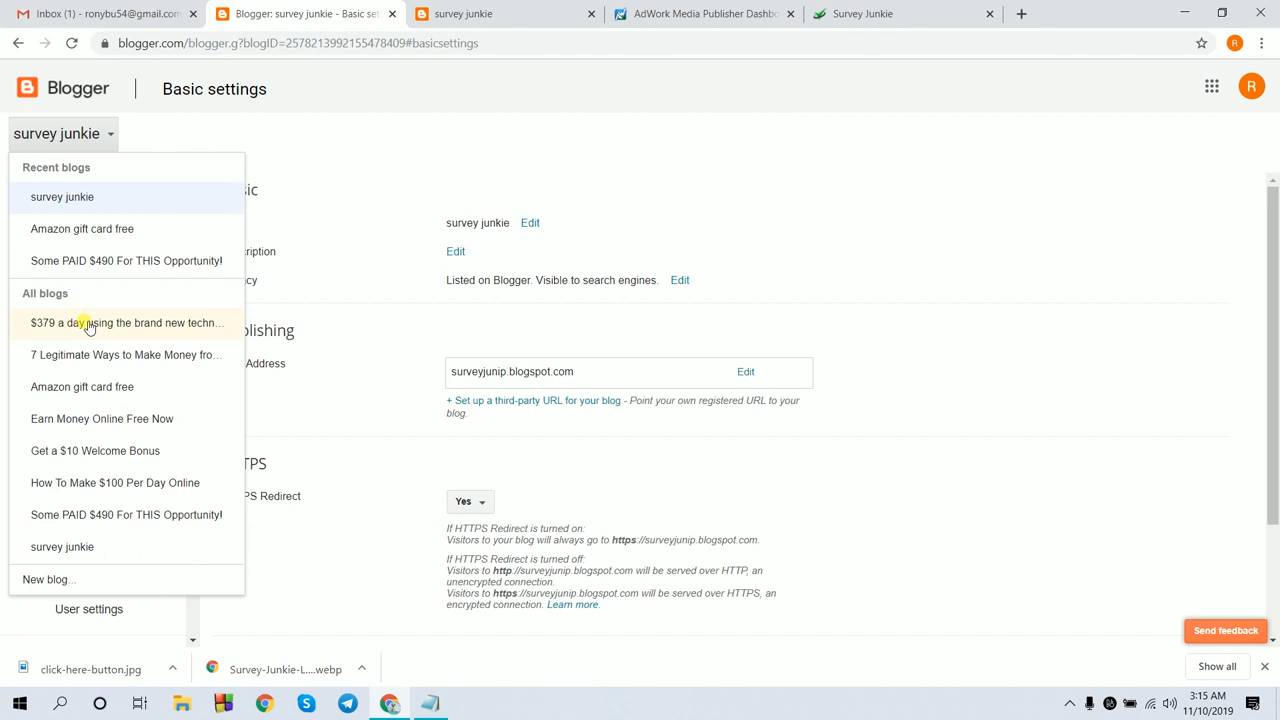 Inbox (1) - ronybu54@gmail.com
Blogger: survey junkie - Basic set
survey junkie
AdWork Media Publisher Dashbo
Survey Junkie
blogger.com/blogger.g?blogID=2578213992155478409#basicsettings
R
Blogger
Basic settings
R
survey junkie
Recent blogs
survey junkie
Amazon gift card free
Some PAID $490 For THIS Opportunity!
All blogs
$379 a day using the brand new techn...
7 Legitimate Ways to Make Money fro...
Amazon gift card free
Earn Money Online Free Now
Get a $10 Welcome Bonus
How To Make $100 Per Day Online
Some PAID $490 For THIS Opportunity!
survey junkie
New blog...
User settings
sic
survey junkie Edit
cription Edit
cy Listed on Blogger. Visible to search engines. Edit
blishing
Address surveyjunip.blogspot.com Edit
+ Set up a third-party URL for your blog - Point your own registered URL to your
blog.
TPS
PS Redirect Yes
If HTTPS Redirect is turned on:
Visitors to your blog will always go to https://surveyjunip.blogspot.com.
If HTTPS Redirect is turned off:
Visitors to http://surveyjunip.blogspot.com will be served over HTTP, an
unencrypted connection.
Visitors to https://surveyjunip.blogspot.com will be served over HTTPS, an
encrypted connection. Learn more.
Send feedback
click-here-button.jpg
Survey-Junkie-L....webp
Show all
3:15 AM
11/10/2019